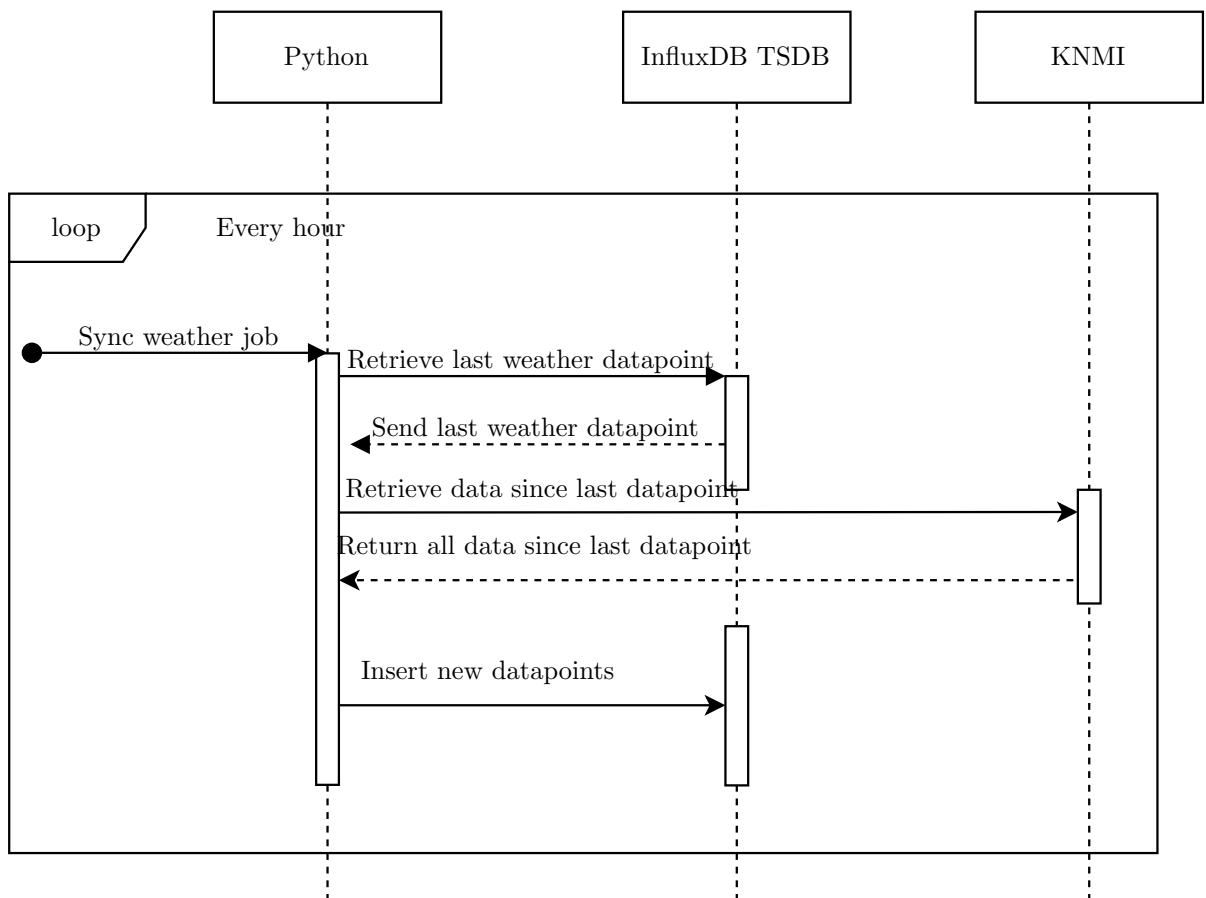 Python
InfluxDB TSDB
KNMI
loop
Every hour
Sync weather job
Retrieve last weather datapoint
Send last weather datapoint
Retrieve data since last datapoint
Return all data since last datapoint
Insert new datapoints